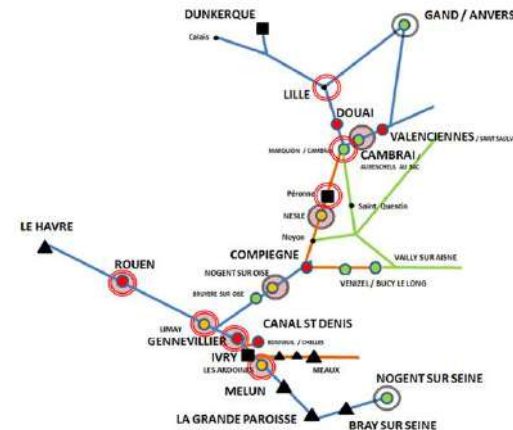 DUNKERQUE
GAND / ANVERS
Calais
LILLE
DOUAI
VALENCIENNES / SAINT SAULVE
MARQUION / CAMBRAI
CAMBRAI /
AUBENCHEUL AU BAC
Péronne
Saint Quentin
NESLE
Noyon
LE HAVRE
COMPIEGNE
VAILLY SUR AISNE
ROUEN
NOGENT SUR OISE
BRUYERE SUR OISE
VENIZEL / BUCY LE LONG
LIMAY
CANAL ST DENIS
GENNEVILLIER
BONNEUIL / CHELLES
IVRY
LES ARDOINES
MEAUX
MELUN
NOGENT SUR SEINE
LA GRANDE PAROISSE
BRAY SUR SEINE